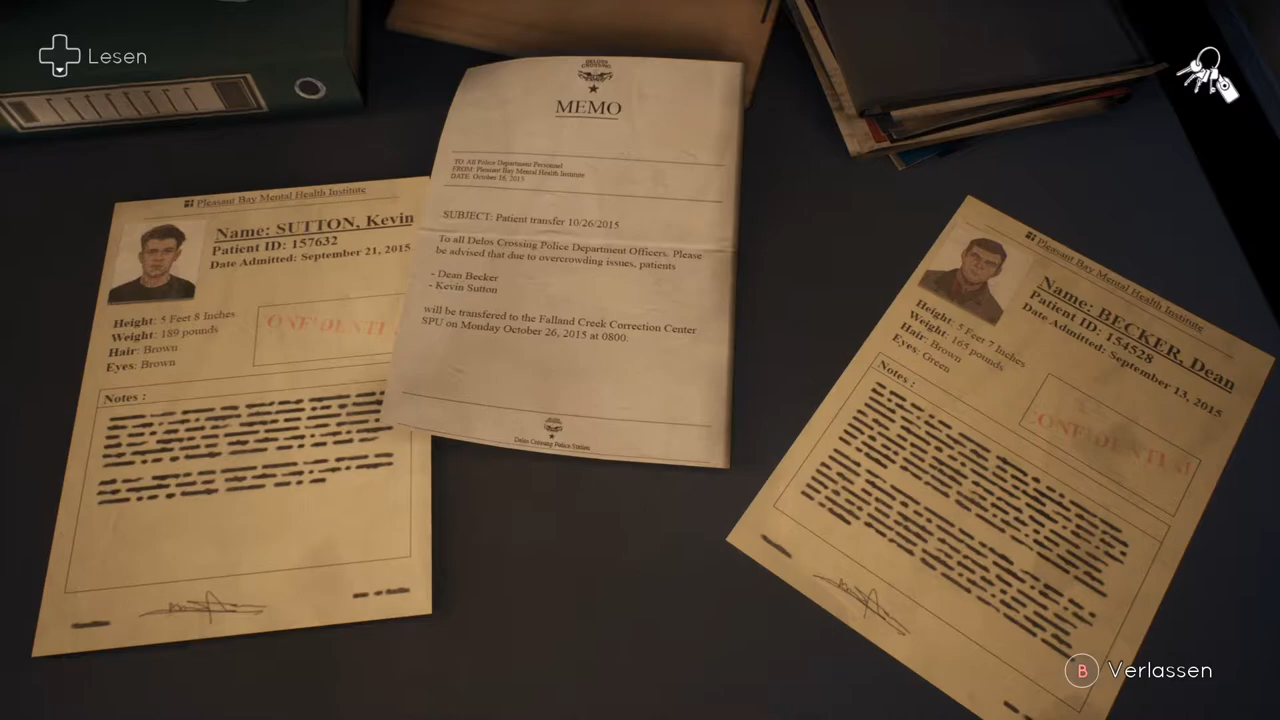 Lesen
Pleasant Bay Mental Health Institute
Name: SUTTON, Kevin
Patient ID: 157632
Date Admitted: September 21, 2015
Height: 5 Feet 8 Inches
Weight: 189 pounds
Hair: Brown
Eyes: Brown
ONFIDENTI
Notes :
DELOS
CROSSING
MEMO
TO: All Police Department Personnel
FROM: Pleasant Bay Mental Health Institute
DATE: October 16, 2015
SUBJECT: Patient transfer 10/26/2015
To all Delos Crossing Police Department Officers. Please
be advised that due to overcrowding issues, patients
- Dean Becker
- Kevin Sutton
will be transfered to the Falland Creek Correction Center
SPU on Monday October 26, 2015 at 0800.
Delos Crossing Police Station
Pleasant Bay Mental Health Institute
Name: BECKER, Dean
Patient ID: 154528
Date Admitted: September 13, 2015
Height: 5 Feet 7 Inches
Weight: 165 pounds
Hair: Brown
Eyes: Green
CONFIDENTIAL
Notes :
B Verlassen